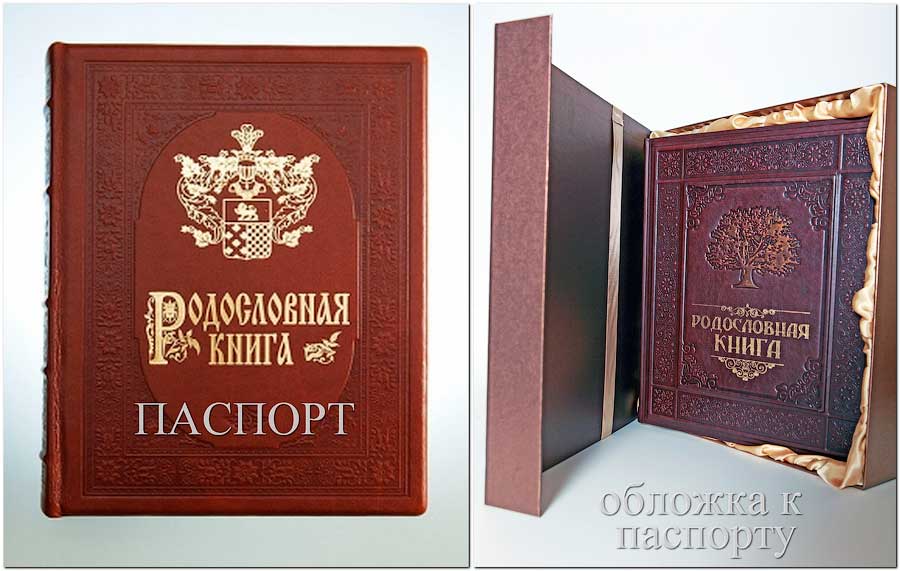 РОДОСЛОВНАЯ
КНИГА
ПАСПОРТ
РОДОСЛОВНАЯ
КНИГА
обложка к
паспорту